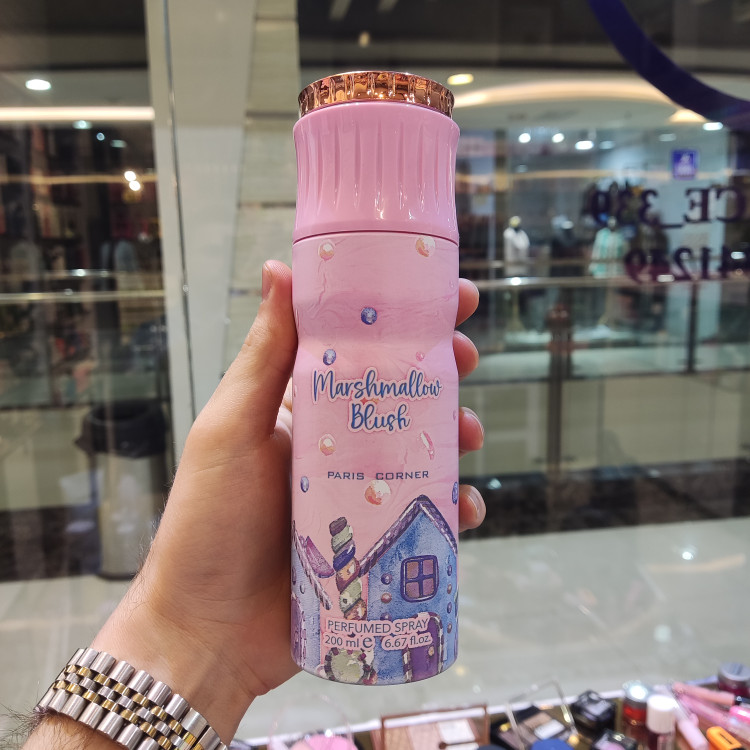 Marshmallow
Blush
PARIS CORNER
PERFUMED SPRAY
200 ml e 6.67 fl.oz.